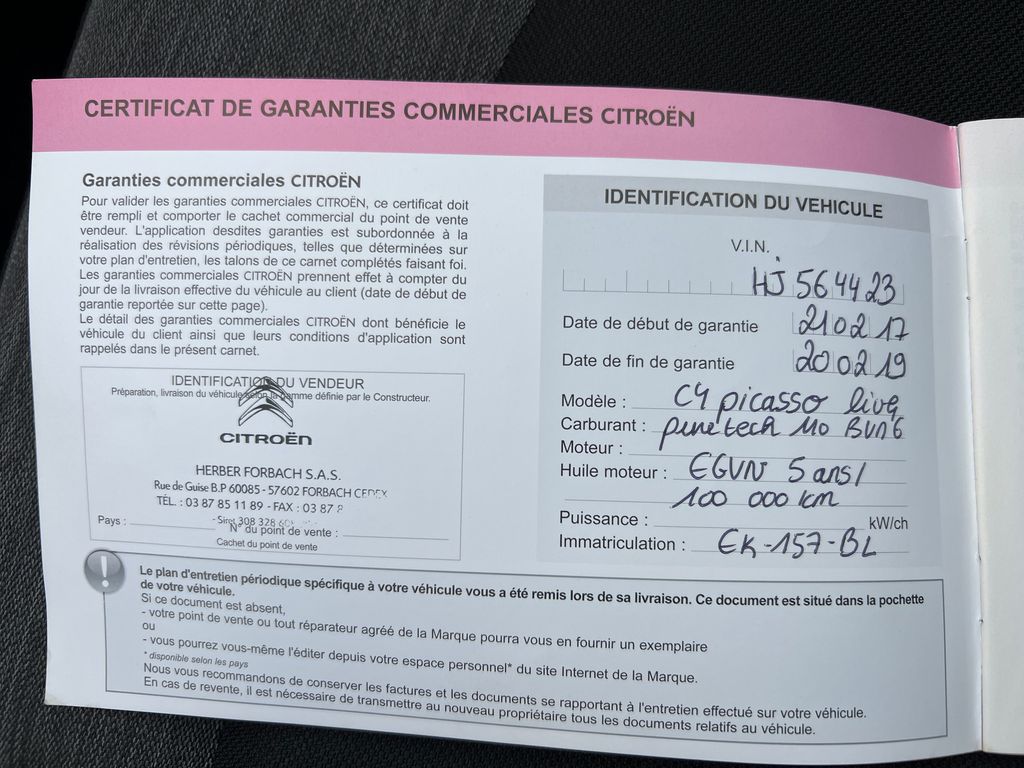 CERTIFICAT DE GARANTIES COMMERCIALES CITROËN
Garanties commerciales CITROËN
Pour valider les garanties commerciales CITROËN, ce certificat doit
être rempli et comporter le cachet commercial du point de vente
vendeur. L'application desdites garanties est subordonnée à la
réalisation des révisions périodiques, telles que déterminées sur
votre plan d'entretien, les talons de ce carnet complétés faisant foi.
Les garanties commerciales CITROËN prennent effet à compter du
jour de la livraison effective du véhicule au client (date de début de
garantie reportée sur cette page).
Le détail des garanties commerciales CITROËN dont bénéficie le
véhicule du client ainsi que leurs conditions d'application sont
rappelés dans le présent carnet.
IDENTIFICATION DU VENDEUR
Préparation, livraison du véhicule selon la gamme définie par le Constructeur.
CITROËN
HERBER FORBACH S.A.S.
Rue de Guise B.P 60085 - 57602 FORBACH CEDEX
TÉL. : 03 87 85 11 89 - FAX : 03 87 8
- Siret 308 328
Pays :
N° du point de vente :
Cachet du point de vente
IDENTIFICATION DU VEHICULE
V.I.N.
HJ564423
Date de début de garantie 210217
Date de fin de garantie 200219
Modèle : C4 picasso live
Carburant : puretech 110 BVM6
Moteur :
Huile moteur : EGVN 5 ans/
100 000 km
Puissance : kW/ch
Immatriculation : EK-157-BL
Le plan d'entretien périodique spécifique à votre véhicule vous a été remis lors de sa livraison. Ce document est situé dans la pochette
de votre véhicule.
Si ce document est absent,
- votre point de vente ou tout réparateur agréé de la Marque pourra vous en fournir un exemplaire
ou
- vous pourrez vous-même l'éditer depuis votre espace personnel* du site Internet de la Marque.
* disponible selon les pays
Nous vous recommandons de conserver les factures et les documents se rapportant à l'entretien effectué sur votre véhicule.
En cas de revente, il est nécessaire de transmettre au nouveau propriétaire tous les documents relatifs au véhicule.